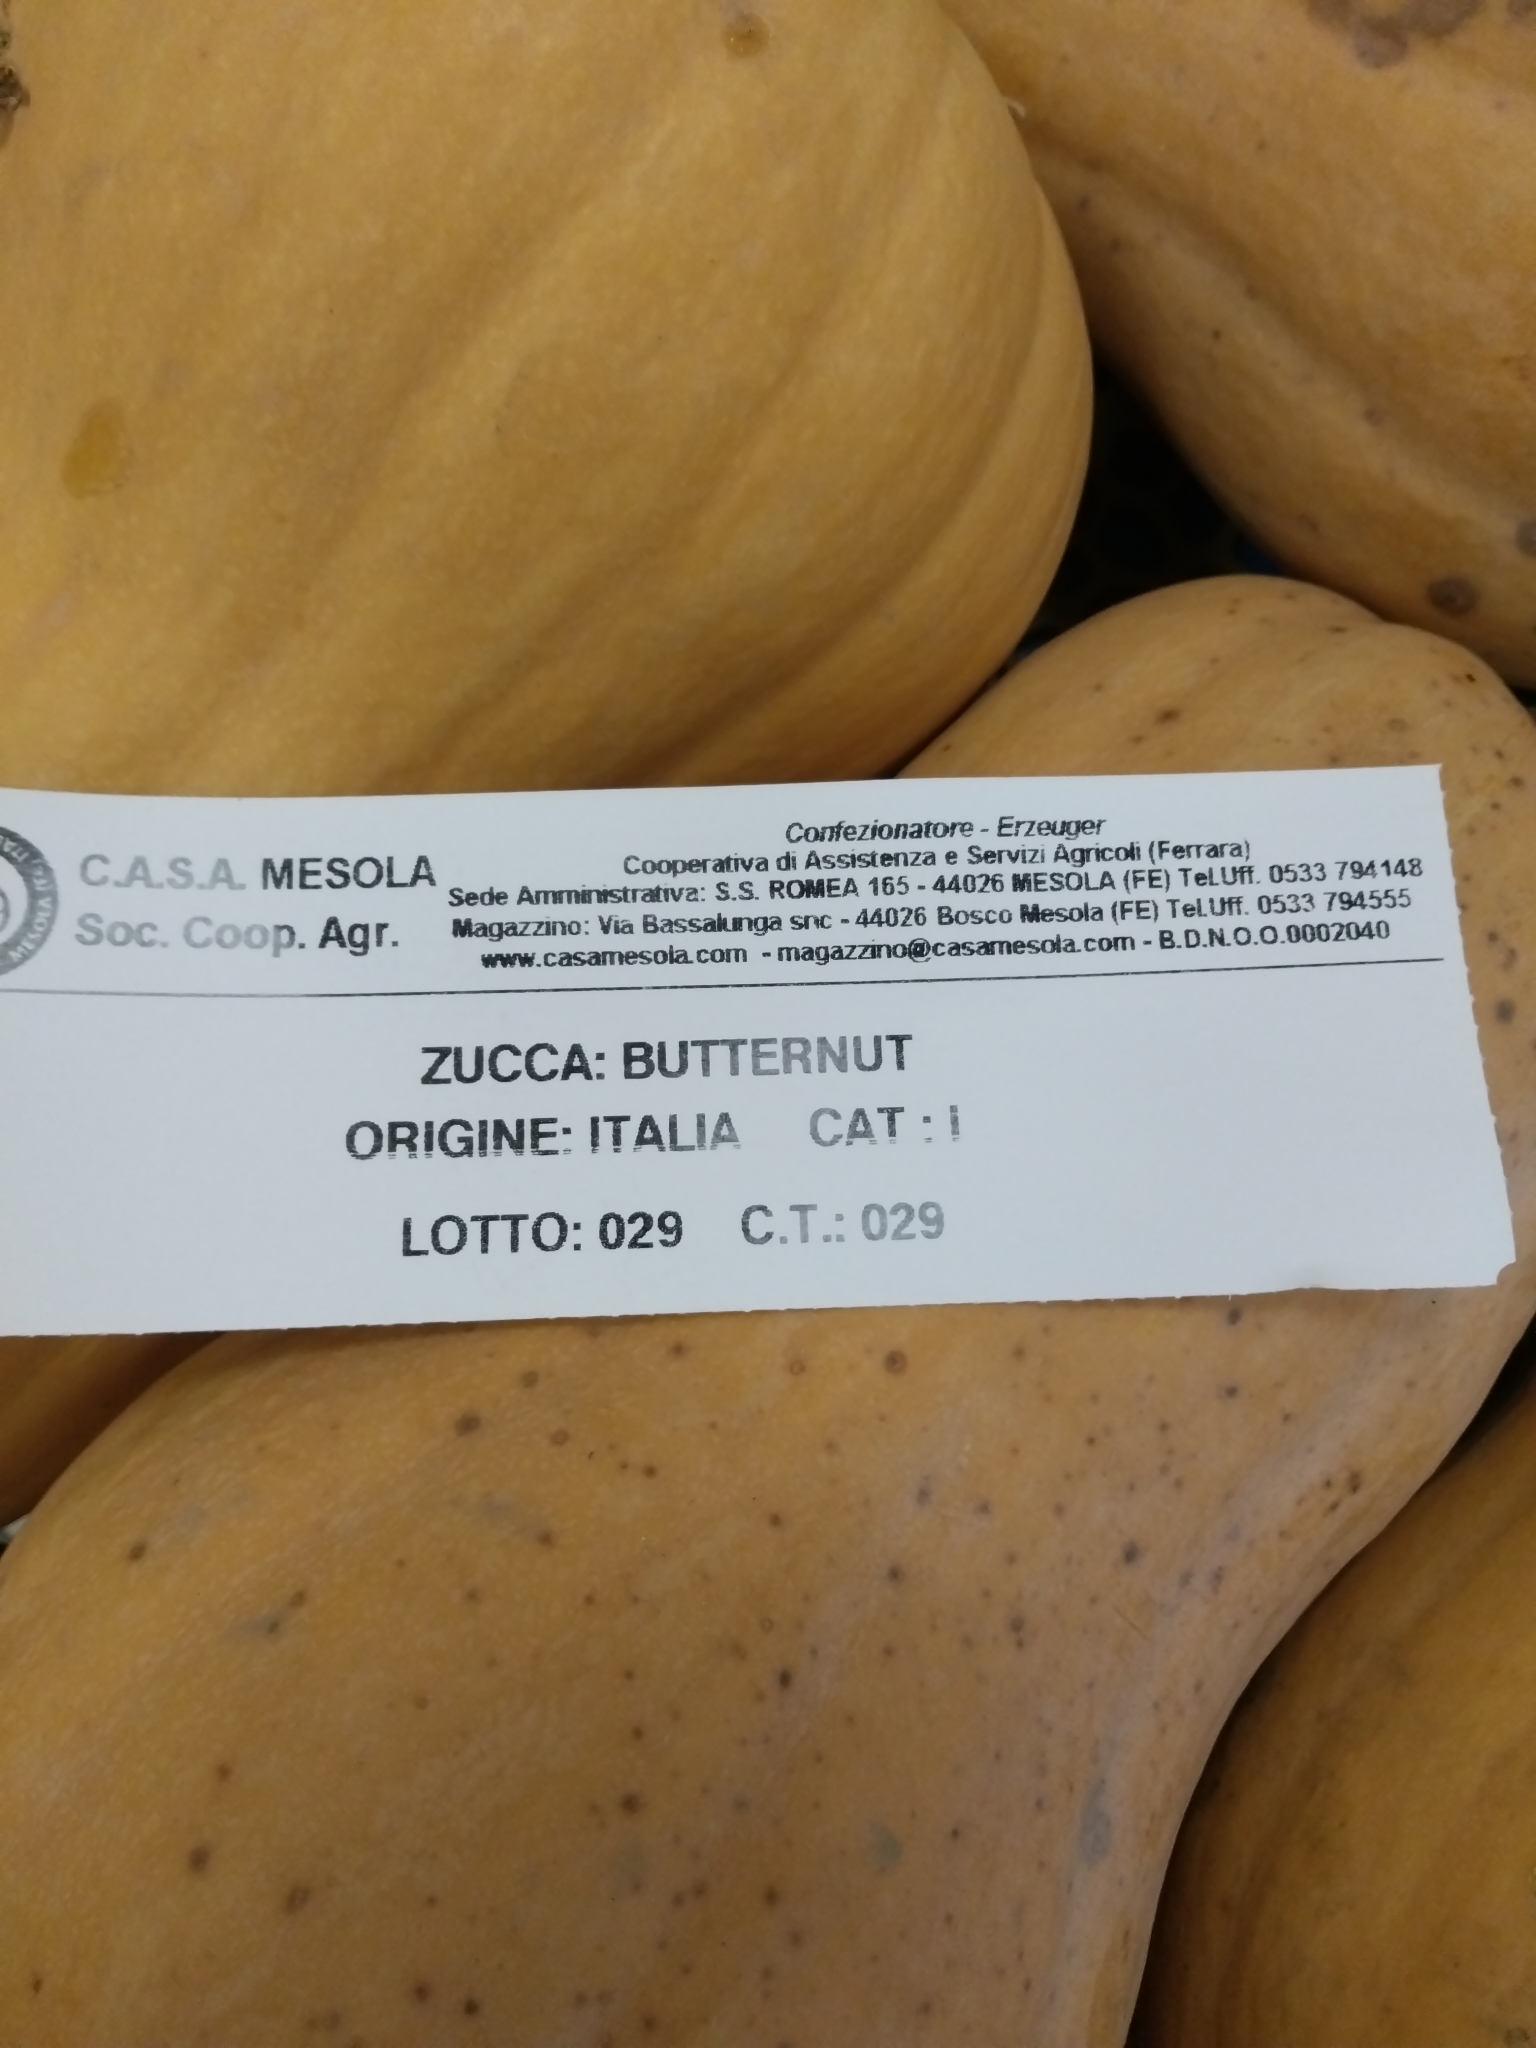 Confezionatore - Erzeuger
C.A.S.A. MESOLA
Soc. Coop. Agr.
Cooperativa di Assistenza e Servizi Agricoli (Ferrara)
Sede Amministrativa: S.S. ROMEA 165 - 44026 MESOLA (FE) Tel.Uff. 0533 794148
Magazzino: Via Bassalunga snc - 44026 Bosco Mesola (FE) Tel.Uff. 0533 794555
www.casamesola.com - magazzino@casamesola.com - B.D.N.O.O.0002040
ZUCCA: BUTTERNUT
ORIGINE: ITALIA CAT : I
LOTTO: 029 C.T.: 029